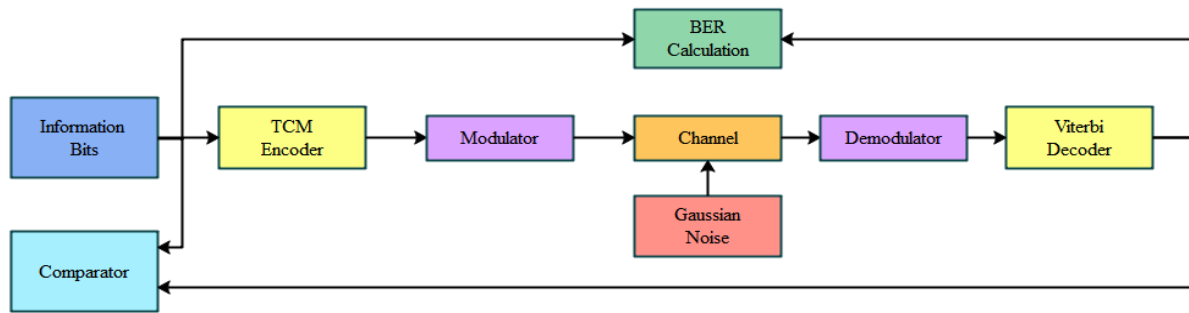 BER
Calculation
Information
Bits
TCM
Encoder
Modulator
Channel
Demodulator
Viterbi
Decoder
Gaussian
Noise
Comparator